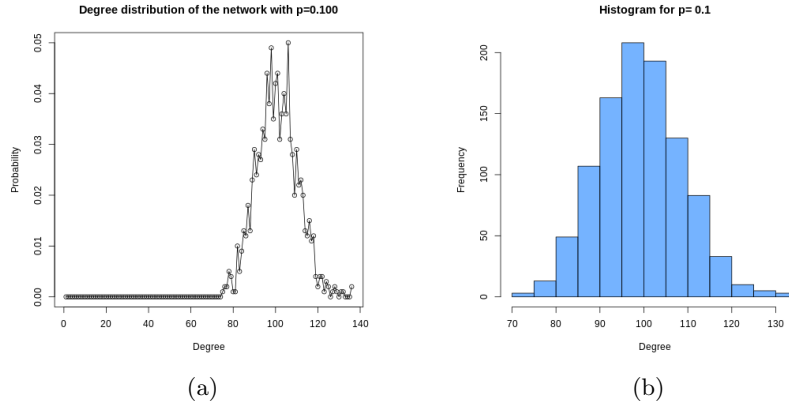 Degree distribution of the network with p=0.100
Probability
0.05
0.04
0.03
0.02
0.01
0.00
0 20 40 60 80 100 120 140
Degree
(a)
Histogram for p= 0.1
Frequency
200
150
100
50
0
70 80 90 100 110 120 130
Degree
(b)